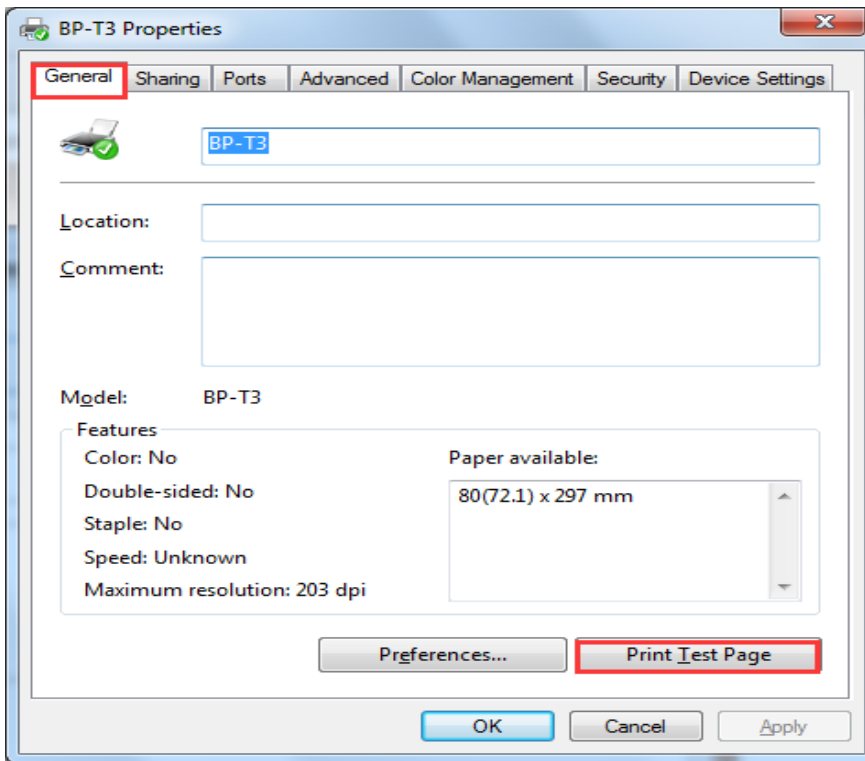 BP-T3 Properties
General Sharing Ports Advanced Color Management Security Device Settings
BP-T3
Location:
Comment:
Model: BP-T3
Features
Color: No
Double-sided: No
Staple: No
Speed: Unknown
Maximum resolution: 203 dpi
Paper available:
80(72.1) x 297 mm
Preferences... Print Test Page
OK Cancel Apply